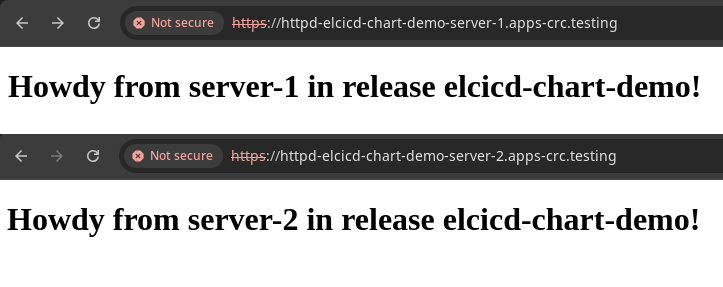 Not secure https://httpd-elcicd-chart-demo-server-1.apps-crc.testing
Howdy from server-1 in release elcicd-chart-demo!
Not secure https://httpd-elcicd-chart-demo-server-2.apps-crc.testing
Howdy from server-2 in release elcicd-chart-demo!